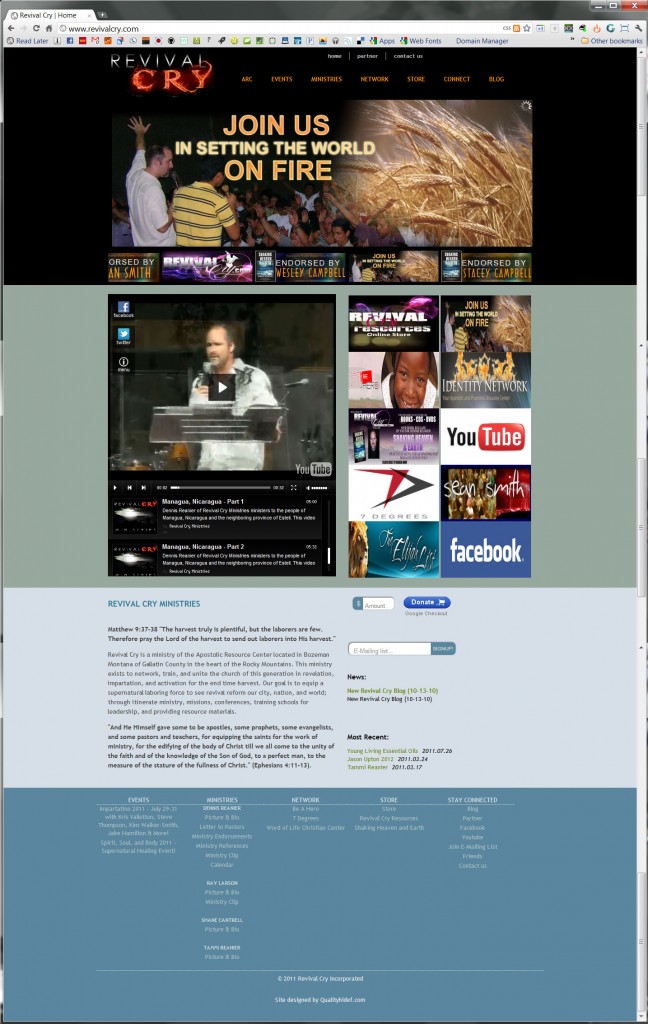 Revival Cry | Home
www.revivalcry.com
Read Later
Apps
Web Fonts
Domain Manager
Other bookmarks
REVIVAL CRY
home | partner | contact us
ARC EVENTS MINISTRIES NETWORK STORE CONNECT BLOG
JOIN US
IN SETTING THE WORLD
ON FIRE
ORSED BY
AN SMITH
REVIVAL
ENDORSED BY
WESLEY CAMPBELL
JOIN US
IN SETTING THE WORLD
ON FIRE
ENDORSED BY
STACEY CAMPBELL
facebook
twitter
menu
YouTube
00:02
00:32
Managua, Nicaragua - Part 1 05:00
Dennis Reanier of Revival Cry Ministries ministers to the people of
Managua, Nicaragua and the neighboring province of Esteli. This video
Revival Cry Ministries
Managua, Nicaragua - Part 2 05:32
Dennis Reanier of Revival Cry Ministries ministers to the people of
Managua, Nicaragua and the neighboring province of Esteli. This video
Revival Cry Ministries
REVIVAL
resources
Online Store
JOIN US
IN SETTING THE WORLD
ON FIRE
BE A
HERO
IDENTITY NETWORK
REVIVAL
BOOKS - CDS - DVDS
SHAKING HEAVEN
& EARTH
YouTube
7 DEGREES
sean smith
The Elijah List
facebook
REVIVAL CRY MINISTRIES
Matthew 9:37-38 "The harvest truly is plentiful, but the laborers are few.
Therefore pray the Lord of the harvest to send out laborers into His harvest."
Revival Cry is a ministry of the Apostolic Resource Center located in Bozeman
Montana of Gallatin County in the heart of the Rocky Mountains. This ministry
exists to network, train, and unite the church of this generation in revelation,
impartation, and activation for the end time harvest. Our goal is to equip a
supernatural laboring force to see revival reform our city, nation, and world;
through itinerate ministry, missions, conferences, training schools for
leadership, and providing resource materials.
"And He Himself gave some to be apostles, some prophets, some evangelists,
and some pastors and teachers, for equipping the saints for the work of
ministry, for the edifying of the body of Christ till we all come to the unity of
the faith and of the knowledge of the Son of God, to a perfect man, to the
measure of the stature of the fullness of Christ." (Ephesians 4:11-13).
$ Amount
Donate
Google Checkout
E-Mailing list...
SIGNUP!
News:
New Revival Cry Blog (10-13-10)
New Revival Cry Blog (10-13-10)
Most Recent:
Young Living Essential Oils 2011.07.26
Jason Upton 2012 2011.03.24
Tammi Reanier 2011.03.17
EVENTS
Impartation 2011 - July 29-31
with Kris Vallotton, Steve
Thompson, Kim Walker-Smith,
Jake Hamilton & More!
Spirit, Soul, and Body 2011 -
Supernatural Healing Event!
MINISTRIES
DENNIS REANIER
Picture & Bio
Letter to Pastors
Ministry Endorsements
Ministry References
Ministry Clip
Calendar
RAY LARSON
Picture & Bio
Ministry Clip
SHANE CANTRELL
Picture & Bio
TAMMI REANIER
Picture & Bio
NETWORK
Be A Hero
7 Degrees
Word of Life Christian Center
STORE
Store
Revival Cry Resources
Shaking Heaven and Earth
STAY CONNECTED
Blog
Partner
Facebook
Youtube
Join E-Mailing List
Friends
Contact us
© 2011 Revival Cry Incorporated
Site designed by Qualityhidef.com